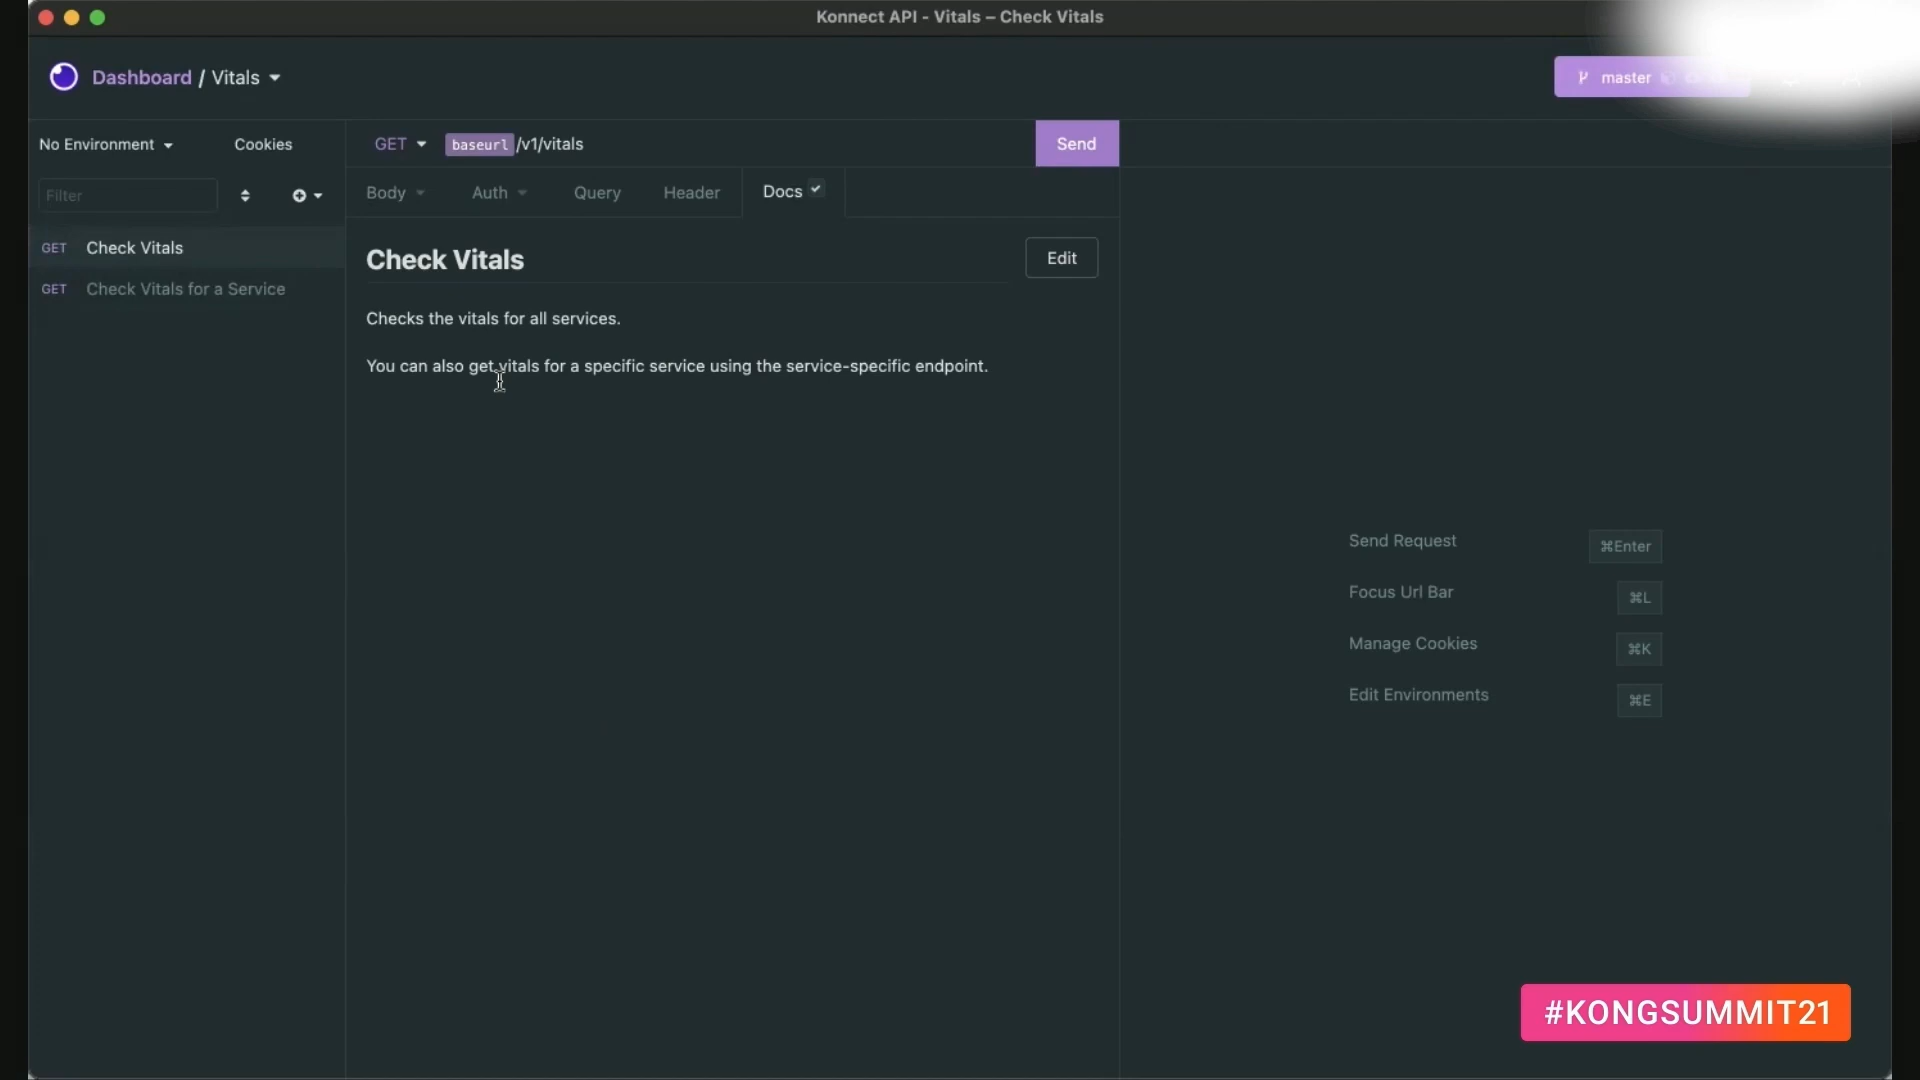 Konnect API - Vitals – Check Vitals
Dashboard / Vitals
master
No Environment
Cookies
GET
baseurl/v1/vitals
Send
Filter
Body
Auth
Query
Header
Docs
GET Check Vitals
GET Check Vitals for a Service
Check Vitals
Edit
Checks the vitals for all services.
You can also get vitals for a specific service using the service-specific endpoint.
Send Request ⌘Enter
Focus Url Bar ⌘L
Manage Cookies ⌘K
Edit Environments ⌘E
#KONGSUMMIT21